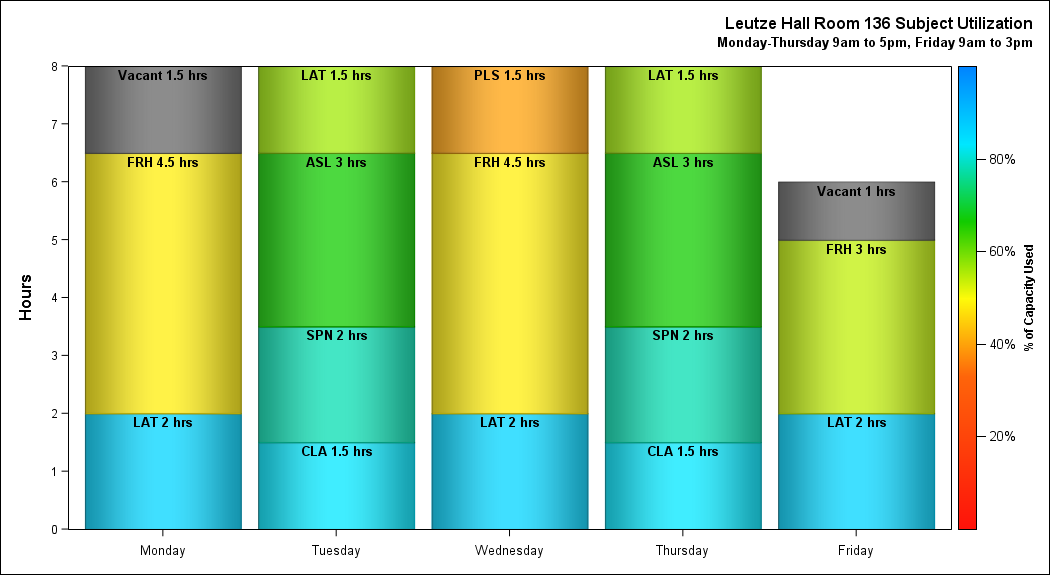 Leutze Hall Room 136 Subject Utilization
Monday-Thursday 9am to 5pm, Friday 9am to 3pm
Hours
8
7
6
5
4
3
2
1
0
Vacant 1.5 hrs
FRH 4.5 hrs
LAT 2 hrs
LAT 1.5 hrs
ASL 3 hrs
SPN 2 hrs
CLA 1.5 hrs
PLS 1.5 hrs
FRH 4.5 hrs
LAT 2 hrs
LAT 1.5 hrs
ASL 3 hrs
SPN 2 hrs
CLA 1.5 hrs
Vacant 1 hrs
FRH 3 hrs
LAT 2 hrs
Monday
Tuesday
Wednesday
Thursday
Friday
80%
60%
40%
20%
% of Capacity Used